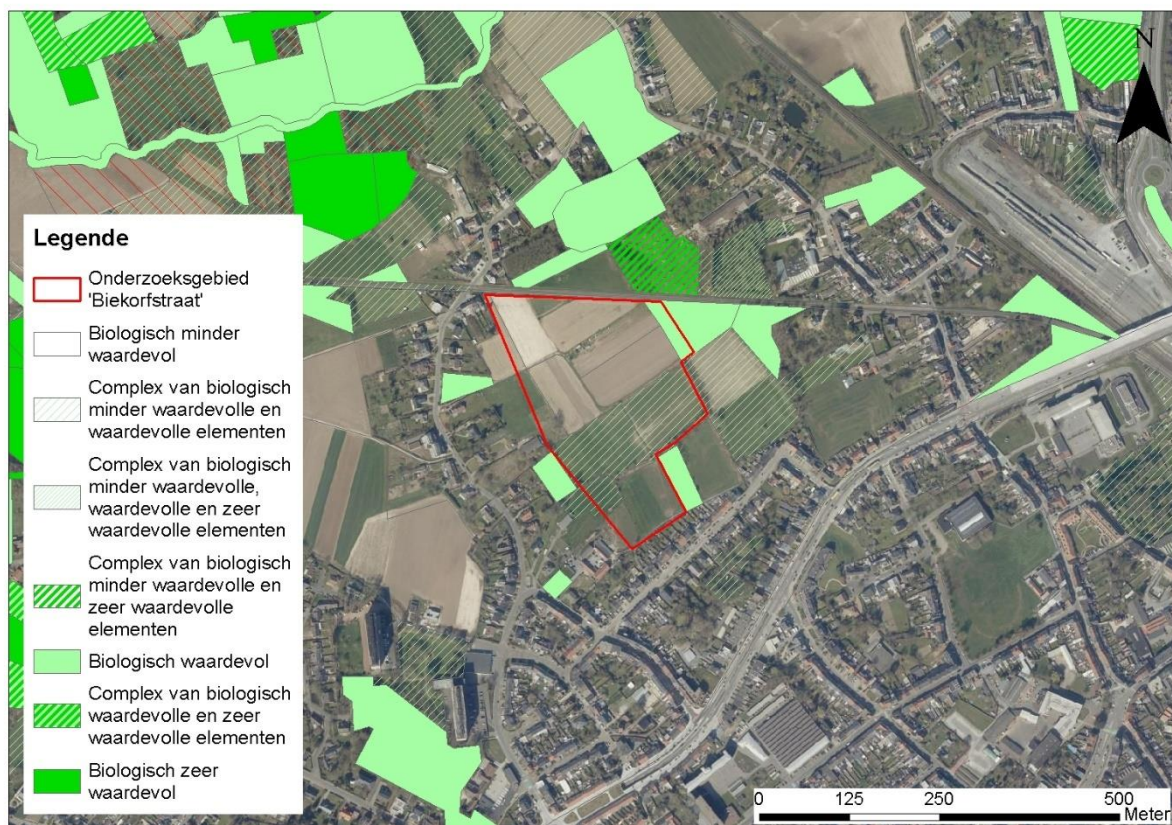 N
Legende
Onderzoeksgebied
'Biekorfstraat'
Biologisch minder
waardevol
Complex van biologisch
minder waardevolle en
waardevolle elementen
Complex van biologisch
minder waardevolle,
waardevolle en zeer
waardevolle elementen
Complex van biologisch
minder waardevolle en
zeer waardevolle
elementen
Biologisch waardevol
Complex van biologisch
waardevolle en zeer
waardevolle elementen
Biologisch zeer
waardevol
0 125 250 500
Meter